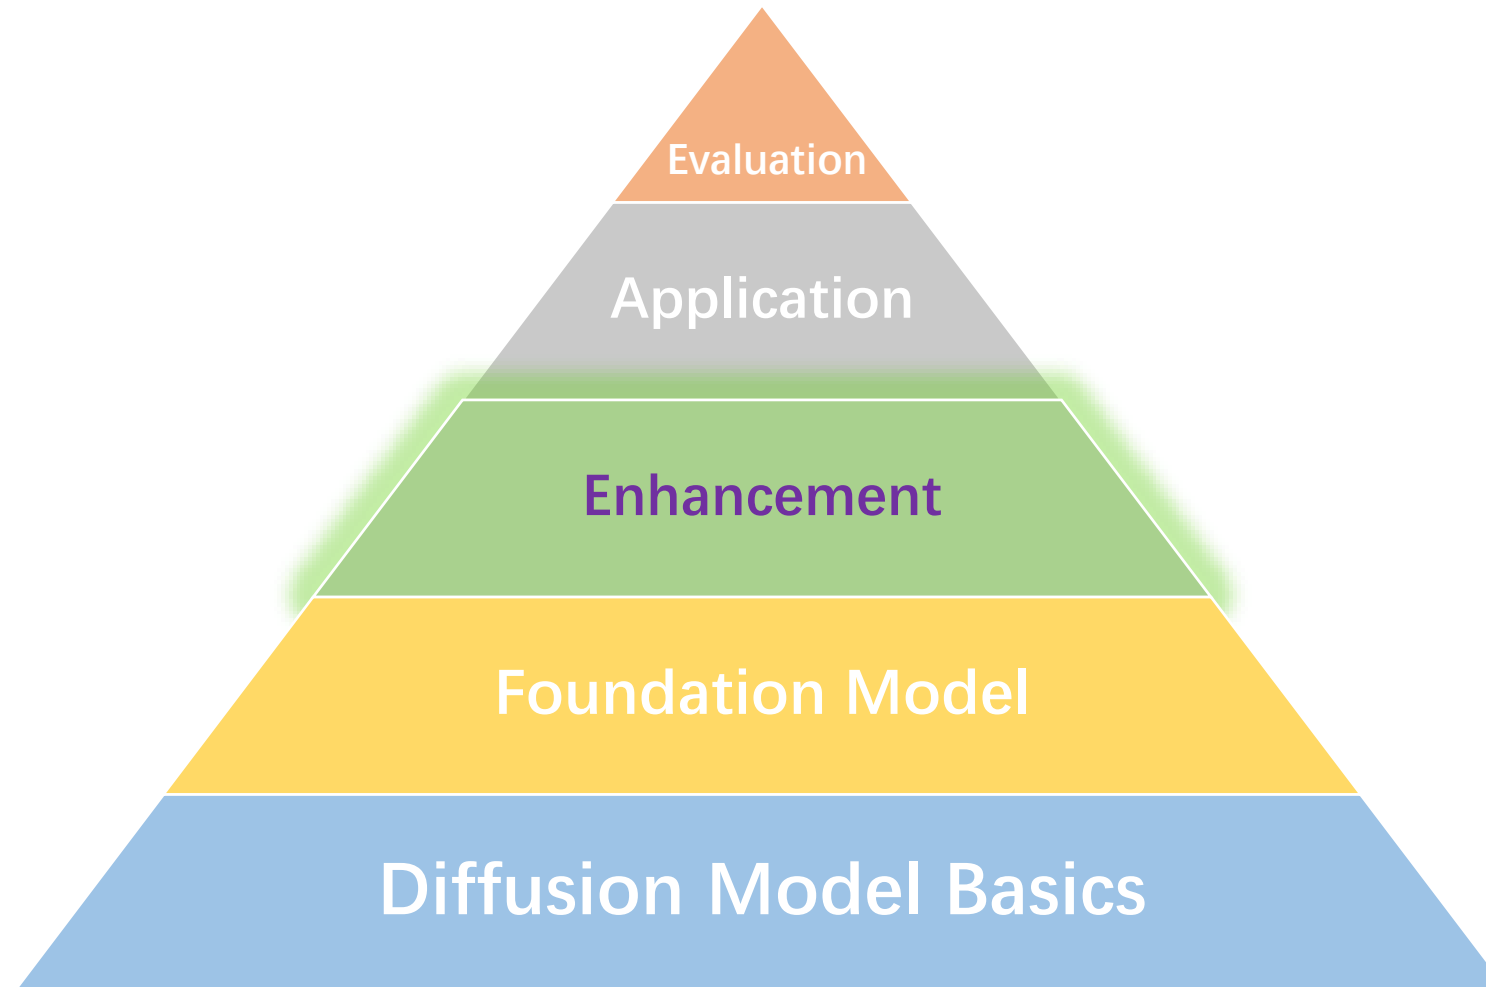 Evaluation
Application
Enhancement
Foundation Model
Diffusion Model Basics